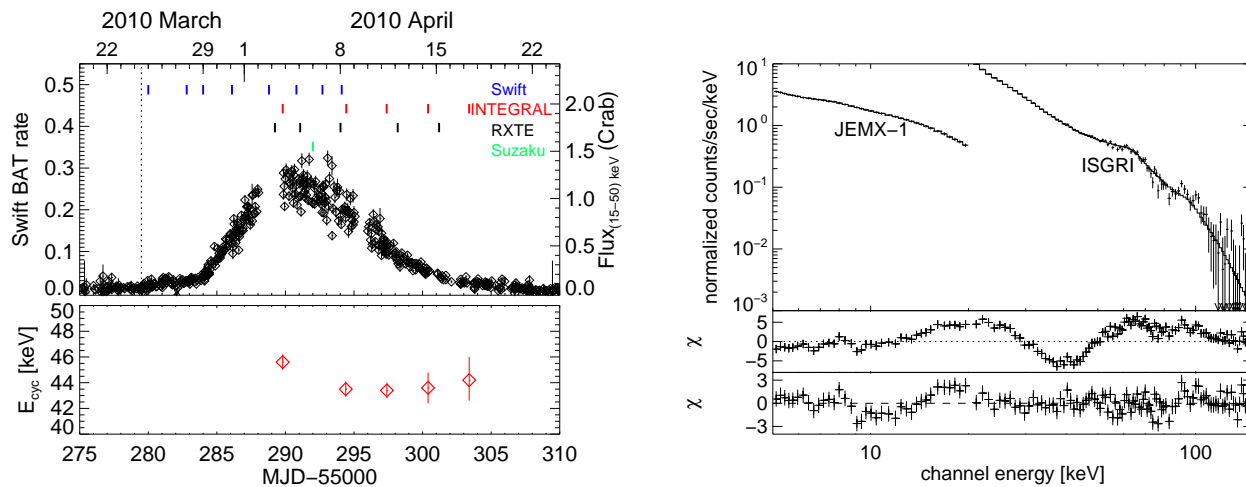 2010 March 2010 April
22 29 1 8 15 22
0.5
0.4
0.3
0.2
0.1
0.0
Swift BAT rate
Swift
INTEGRAL
RXTE
Suzaku
2.0
1.5
1.0
0.5
0.0
Flux(15−50) keV (Crab)
50
48
46
44
42
40
Ecyc [keV]
275 280 285 290 295 300 305 310
MJD−55000
10^1
10^0
10^-1
10^-2
10^-3
normalized counts/sec/keV
JEMX−1
ISGRI
5
0
−5
χ
3
0
−3
χ
10 100
channel energy [keV]